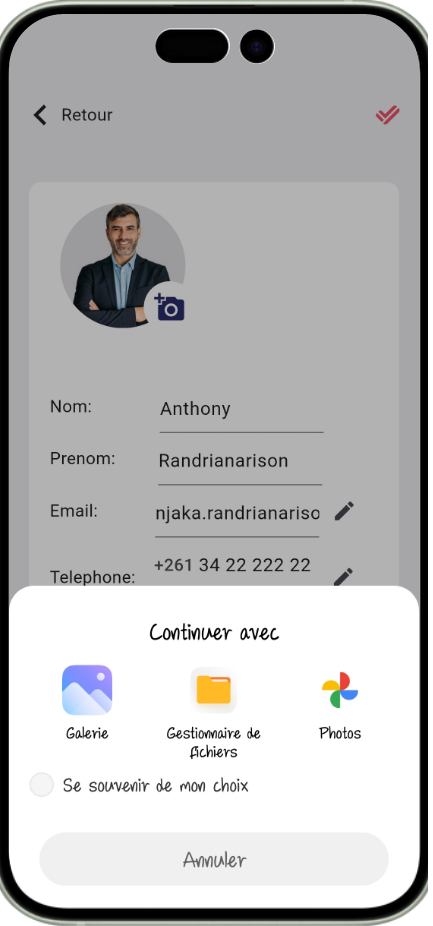 Retour
Nom:
Anthony
Prenom:
Randrianarison
Email:
njaka.randrianariso
Telephone:
+261 34 22 222 22
Continuer avec
Galerie
Gestionnaire de
fichiers
Photos
Se souvenir de mon choix
Annuler